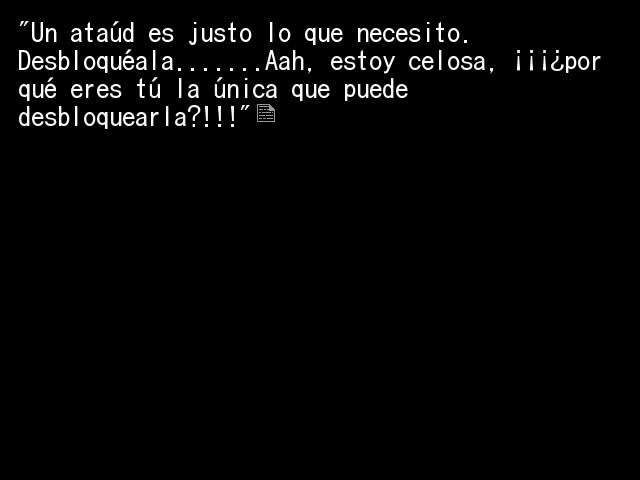 "Un ataúd es justo lo que necesito.
Desbloquéala.......Aah, estoy celosa, ¡¡¡¿por
qué eres tú la única que puede
desbloquearla?!!!"